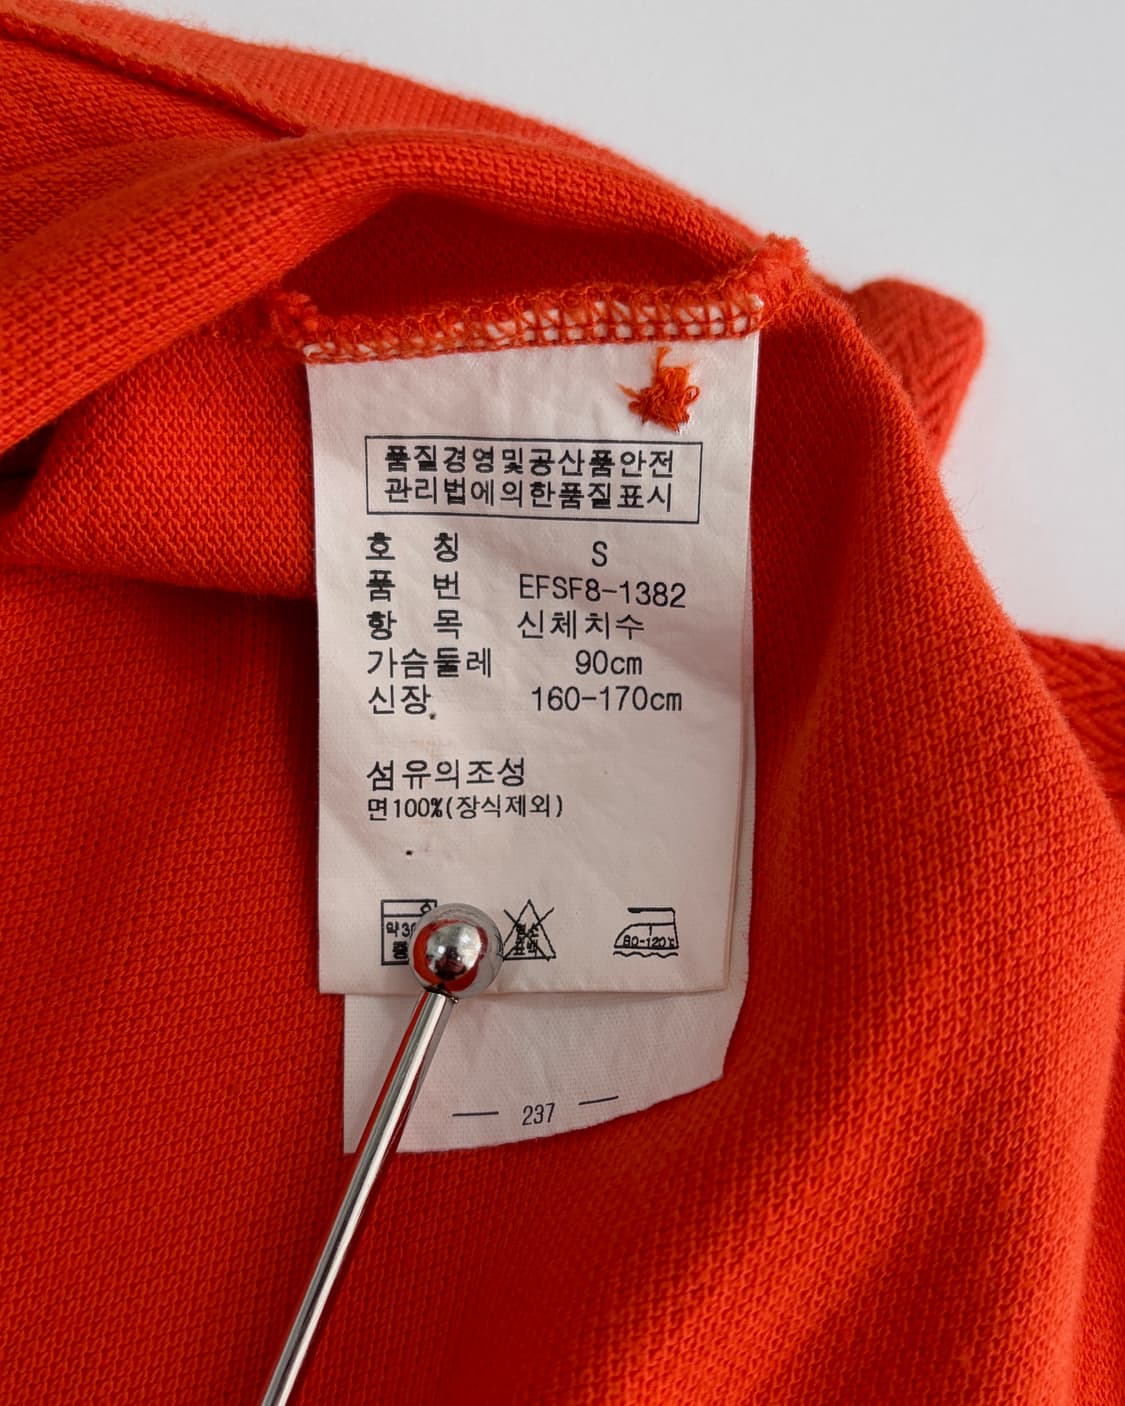 품질경영및공산품안전
관리법에의한품질표시
호 칭 S
품 번 EFSF8-1382
항 목 신체치수
가슴둘레 90cm
신장 160-170cm
섬유의조성
면100%(장식제외)
80-120℃
237